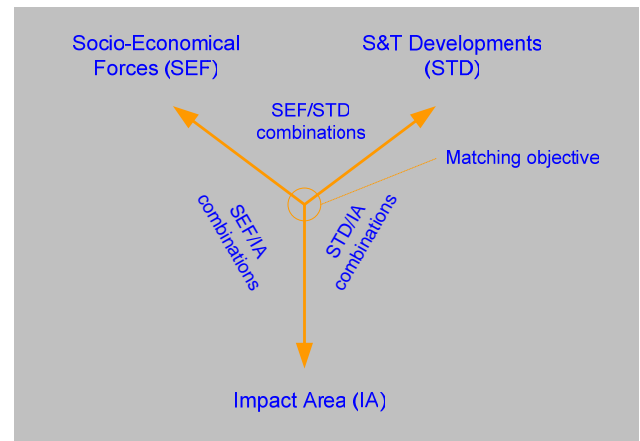 Socio-Economical
Forces (SEF)
S&T Developments
(STD)
SEF/STD
combinations
Matching objective
SEF/IA
combinations
STD/IA
combinations
Impact Area (IA)